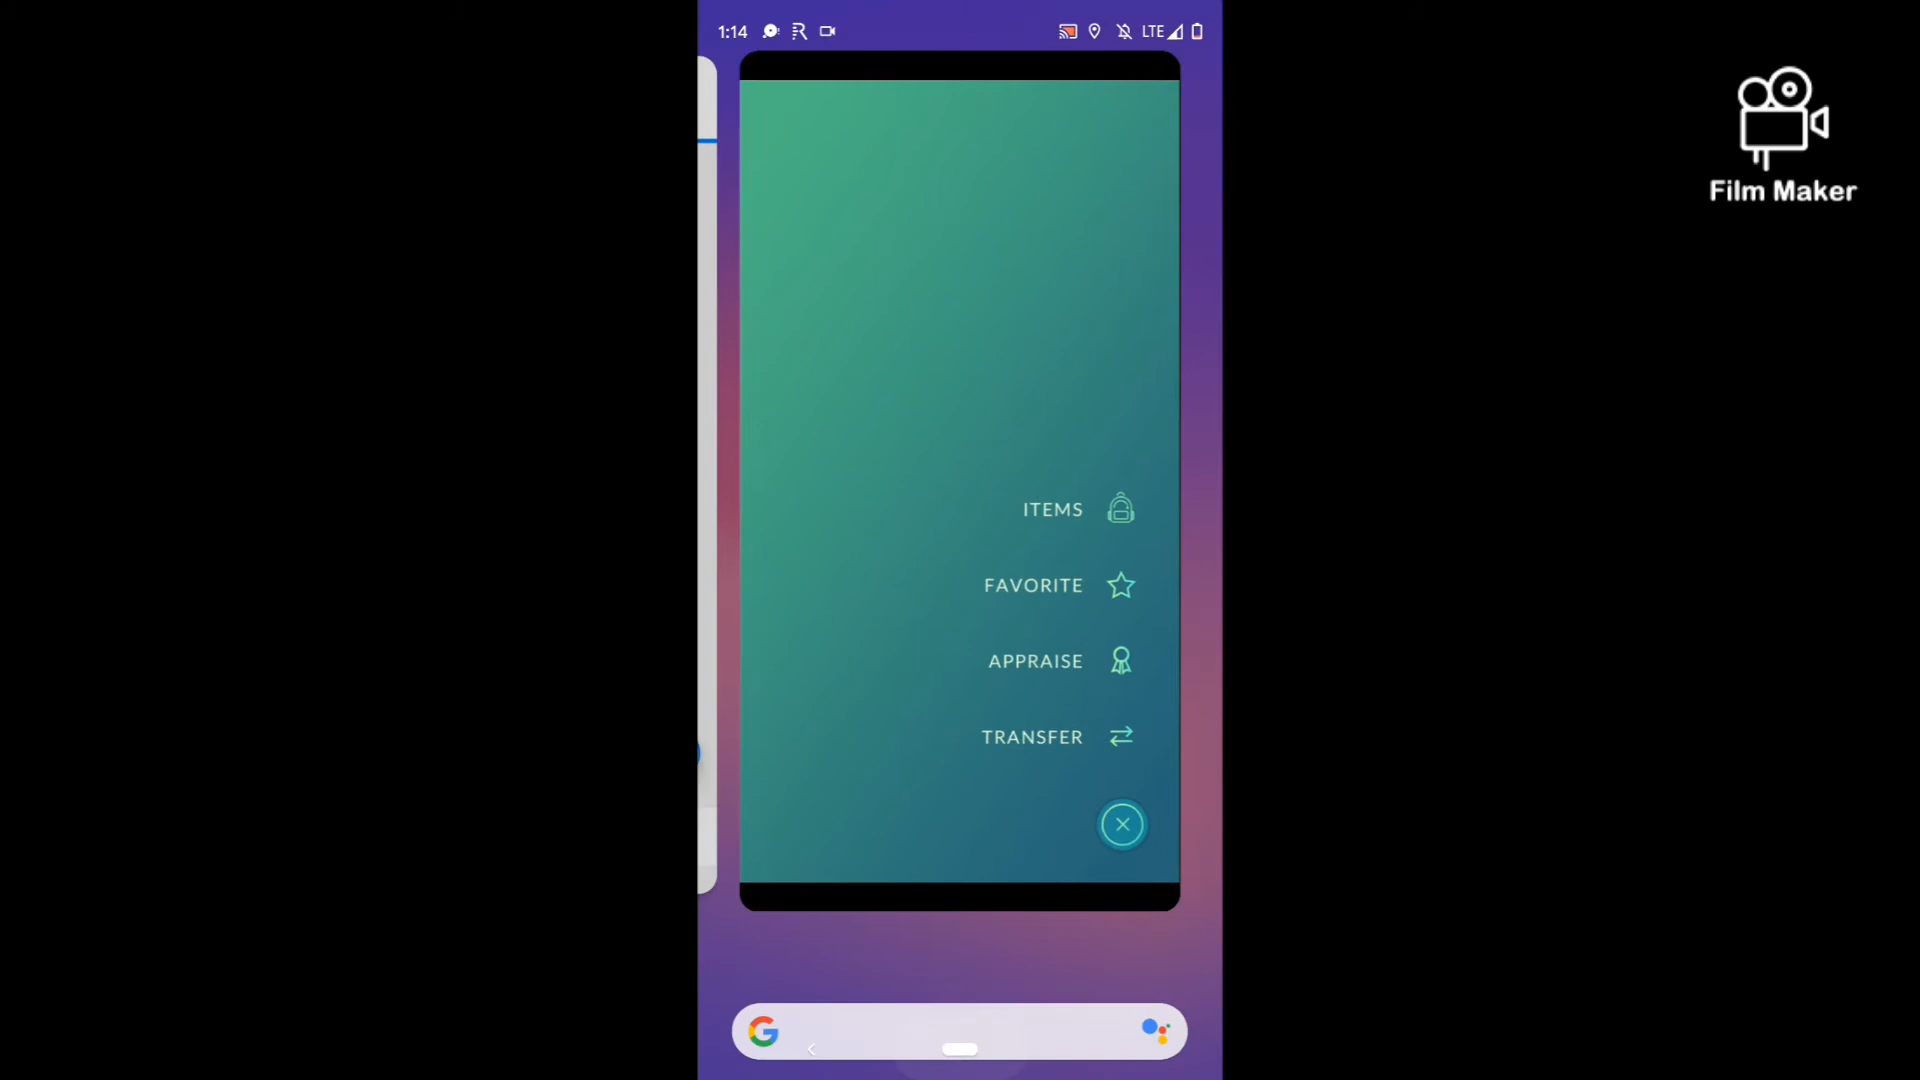 1:14
LTE
Film Maker
ITEMS
FAVORITE
APPRAISE
TRANSFER